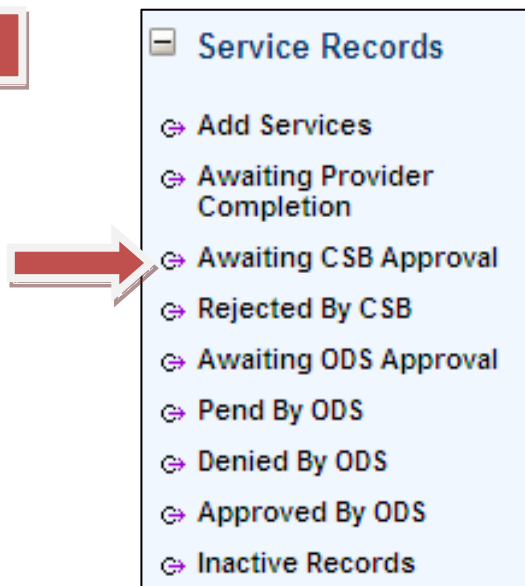 Service Records
Add Services
Awaiting Provider
Completion
Awaiting CSB Approval
Rejected By CSB
Awaiting ODS Approval
Pend By ODS
Denied By ODS
Approved By ODS
Inactive Records